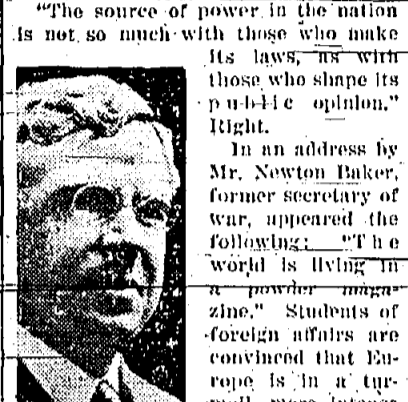 "The source of power in the nation
is not so much with those who make
its laws, as with
those who shape its
public opinion."
Right.
In an address by
Mr. Newton Baker,
former secretary of
war, appeared the
following: "The
world is living in
a powder maga-
zine." Students of
foreign affairs are
convinced that Eu-
rope is in a tur-
moil more intense